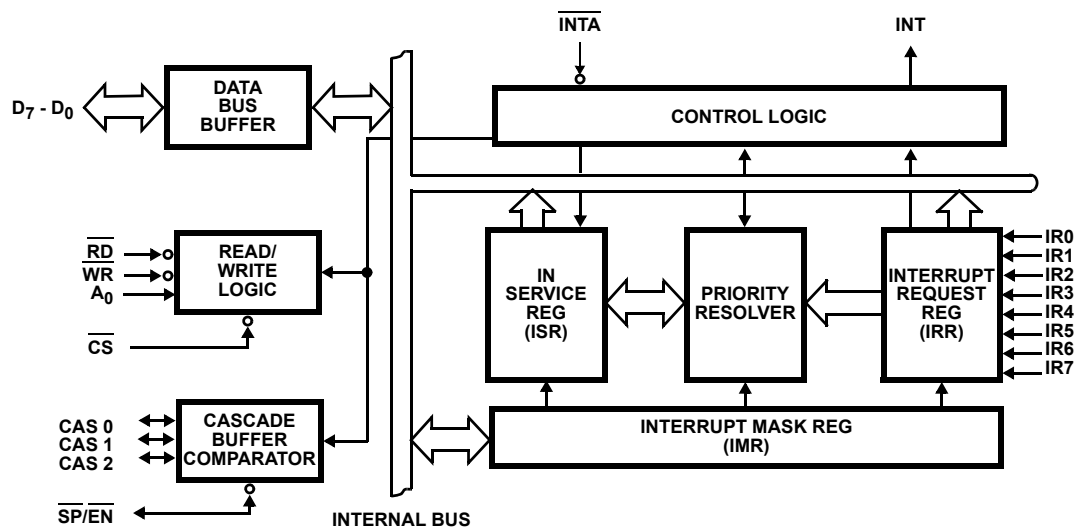 INTA
INT
D7 - D0
DATA
BUS
BUFFER
CONTROL LOGIC
RD
WR
A0
CS
READ/
WRITE
LOGIC
IN
SERVICE
REG
(ISR)
PRIORITY
RESOLVER
INTERRUPT
REQUEST
REG
(IRR)
IR0
IR1
IR2
IR3
IR4
IR5
IR6
IR7
CAS 0
CAS 1
CAS 2
CASCADE
BUFFER
COMPARATOR
INTERRUPT MASK REG
(IMR)
SP/EN
INTERNAL BUS